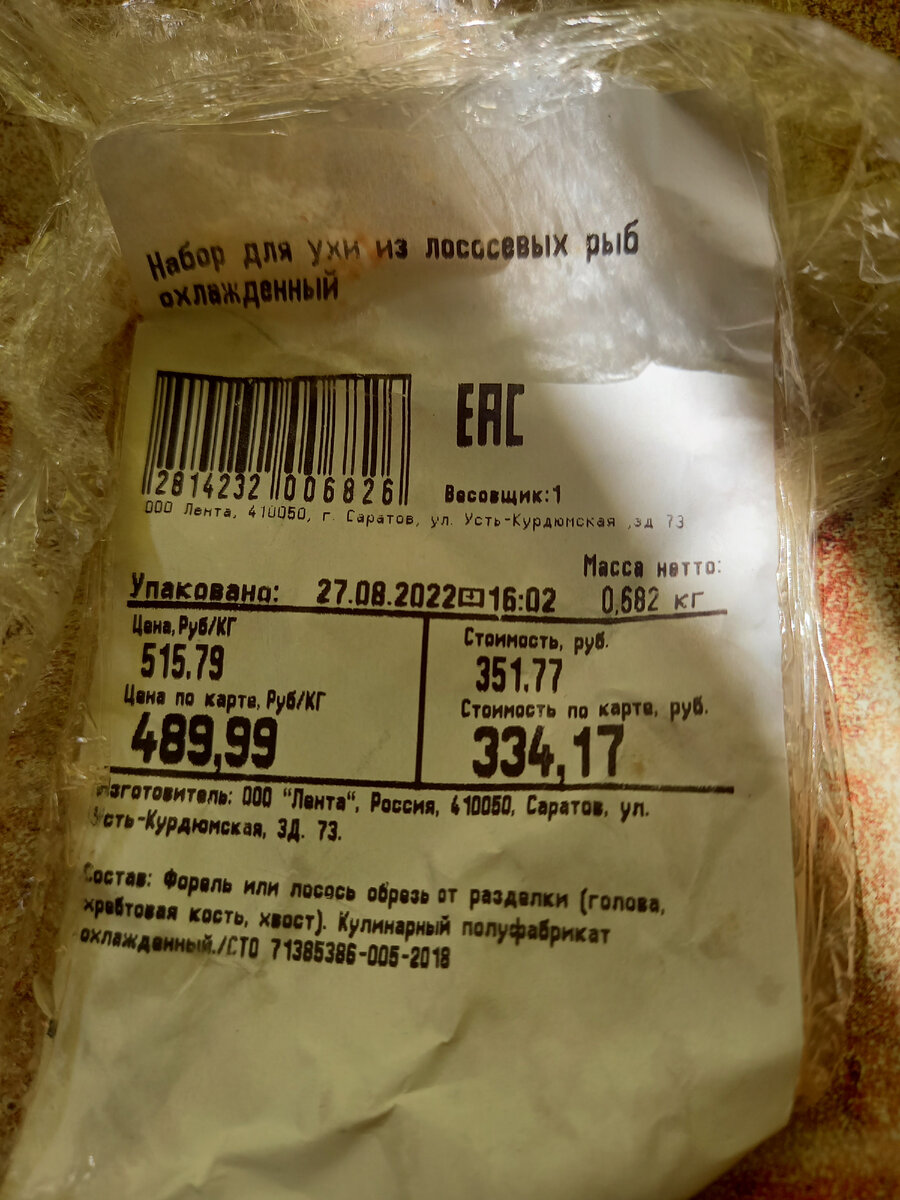 Набор для ухи из лососевых рыб
охлажденный
EAC
2814232 006826
Весовщик:1
ООО Лента, 410050, г. Саратов, ул. Усть-Курдюмская ,зд 73
Масса нетто:
Упаковано: 27.08.2022 16:02 0,682 кг
Цена, Руб/КГ
515.79
Стоимость, руб.
351.77
Цена по карте, Руб/КГ
489,99
Стоимость по карте, руб.
334,17
Изготовитель: ООО "Лента", Россия, 410050, Саратов, ул.
Усть-Курдюмская, ЗД. 73.
Состав: Форель или лосось обрезь от разделки (голова,
хребтовая кость, хвост). Кулинарный полуфабрикат
охлажденный./СТО 71385386-005-2018